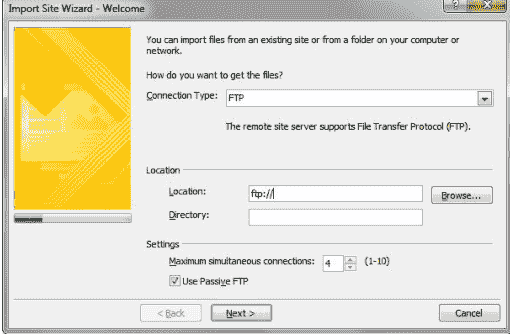 Import Site Wizard - Welcome
You can import files from an existing site or from a folder on your computer or
network.
How do you want to get the files?
Connection Type: FTP
The remote site server supports File Transfer Protocol (FTP).
Location
Location: ftp:// Browse...
Directory:
Settings
Maximum simultaneous connections: 4 (1-10)
Use Passive FTP
< Back Next > Cancel